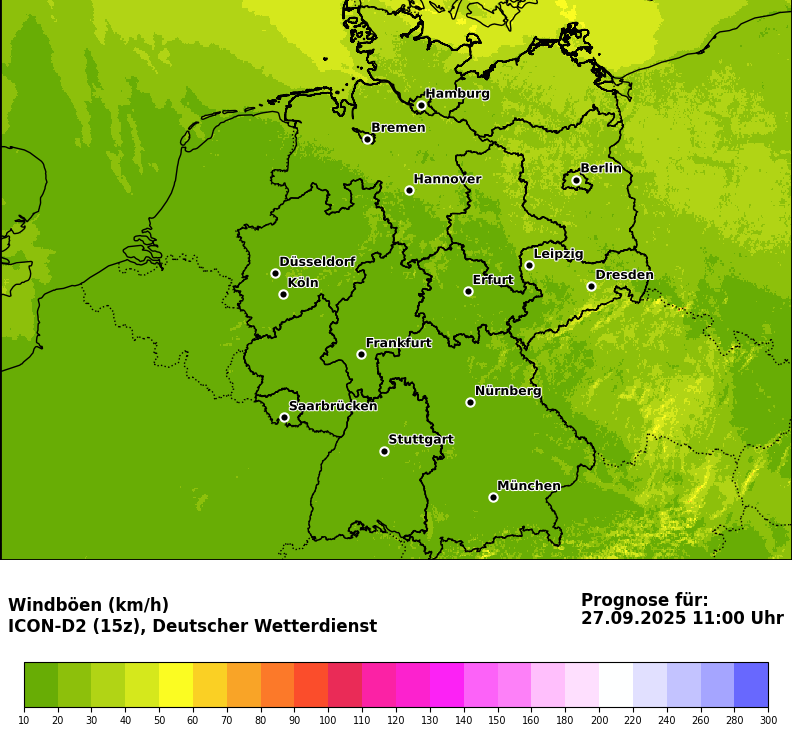 Hamburg
Bremen
Hannover
Berlin
Düsseldorf
Köln
Leipzig
Erfurt
Dresden
Frankfurt
Nürnberg
Saarbrücken
Stuttgart
München
Windböen (km/h)
ICON-D2 (15z), Deutscher Wetterdienst
Prognose für:
27.09.2025 11:00 Uhr
10 20 30 40 50 60 70 80 90 100 110 120 130 140 150 160 180 190 200 220 240 260 280 300